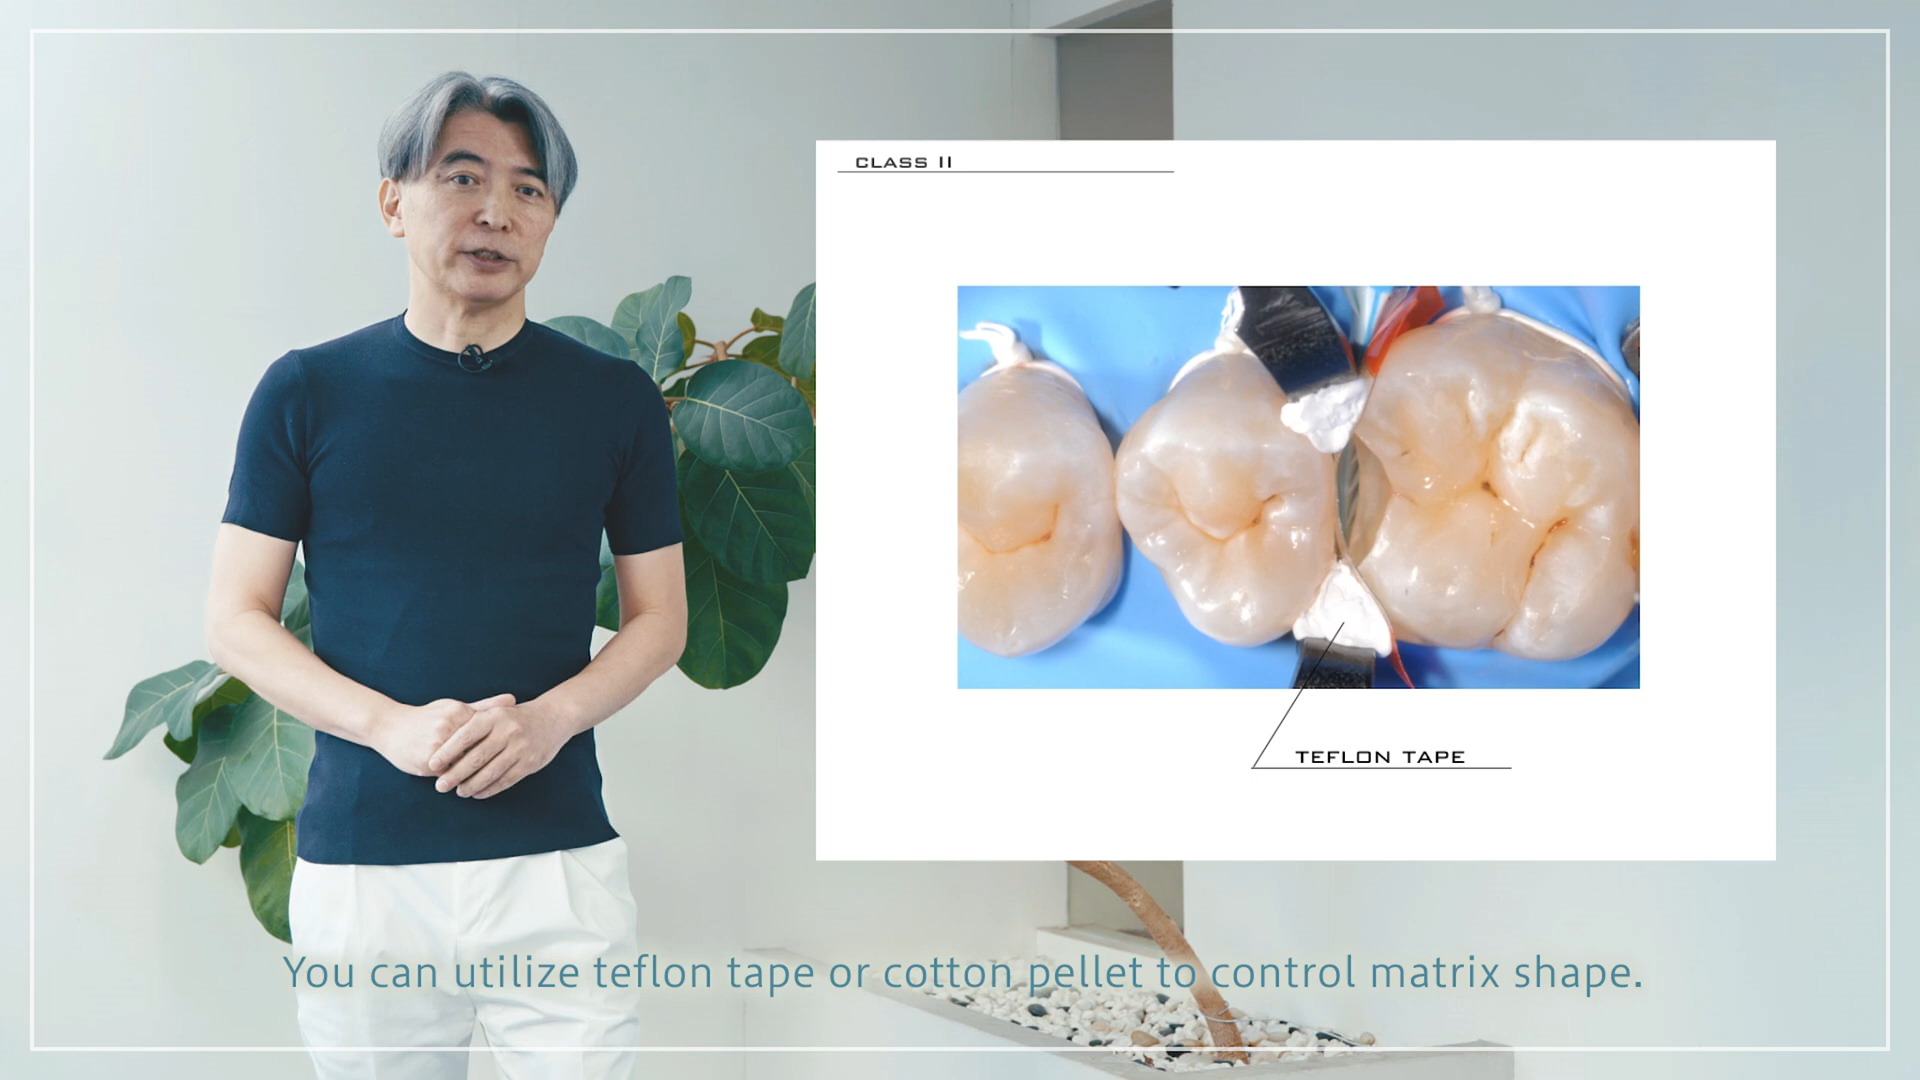 CLASS II
TEFLON TAPE
You can utilize teflon tape or cotton pellet to control matrix shape.